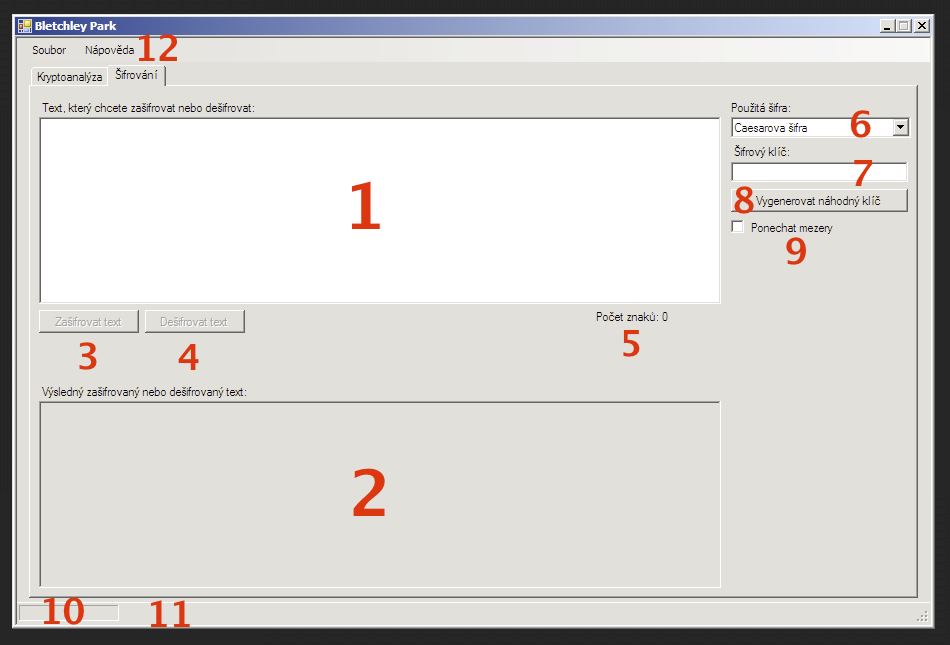 Bletchley Park
Soubor Nápověda 12
Kryptoanalýza Šifrování
Text, který chcete zašifrovat nebo dešifrovat:
Použitá šifra:
Caesarova šifra 6
Šifrový klíč:
7
1
8 Vygenerovat náhodný klíč
Ponechat mezery
9
Zašifrovat text Dešifrovat text
Počet znaků: 0
3 4 5
Výsledný zašifrovaný nebo dešifrovaný text:
2
10 11